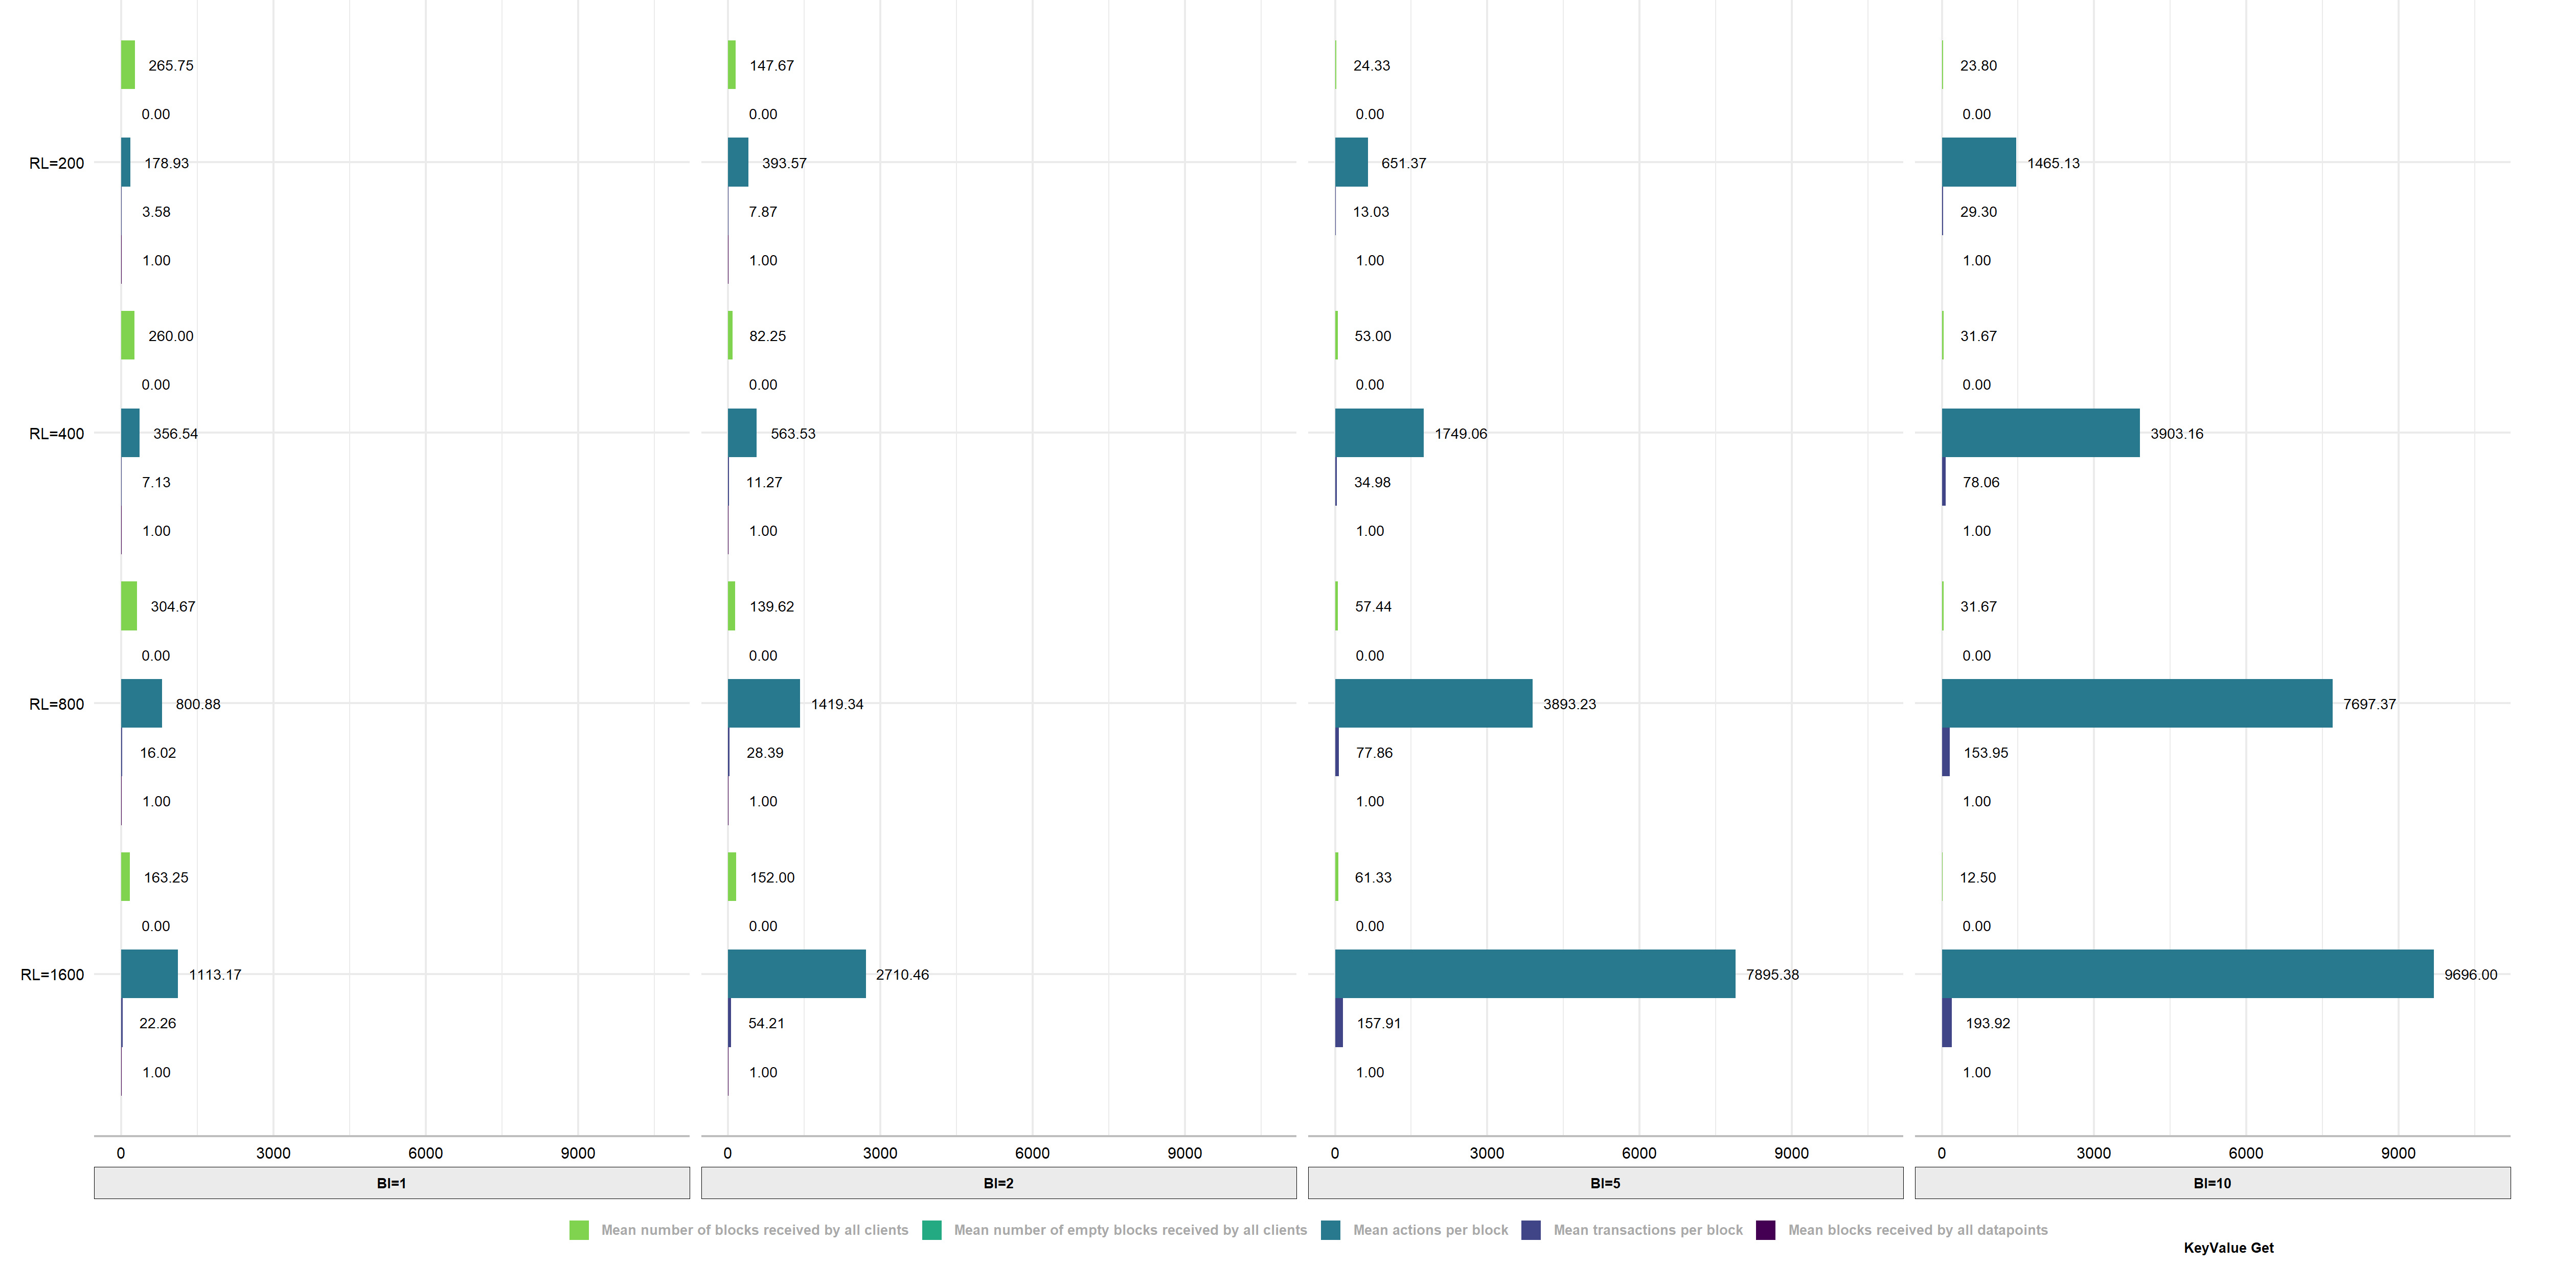 265.75 147.67 24.33 23.80
0.00 0.00 0.00 0.00
RL=200 178.93 393.57 651.37 1465.13
3.58 7.87 13.03 29.30
1.00 1.00 1.00 1.00
260.00 82.25 53.00 31.67
0.00 0.00 0.00 0.00
RL=400 356.54 563.53 1749.06 3903.16
7.13 11.27 34.98 78.06
1.00 1.00 1.00 1.00
304.67 139.62 57.44 31.67
0.00 0.00 0.00 0.00
RL=800 800.88 1419.34 3893.23 7697.37
16.02 28.39 77.86 153.95
1.00 1.00 1.00 1.00
163.25 152.00 61.33 12.50
0.00 0.00 0.00 0.00
RL=1600 1113.17 2710.46 7895.38 9696.00
22.26 54.21 157.91 193.92
1.00 1.00 1.00 1.00
0 3000 6000 9000 0 3000 6000 9000 0 3000 6000 9000 0 3000 6000 9000
BI=1 BI=2 BI=5 BI=10
Mean number of blocks received by all clients Mean number of empty blocks received by all clients Mean actions per block Mean transactions per block Mean blocks received by all datapoints
KeyValue Get